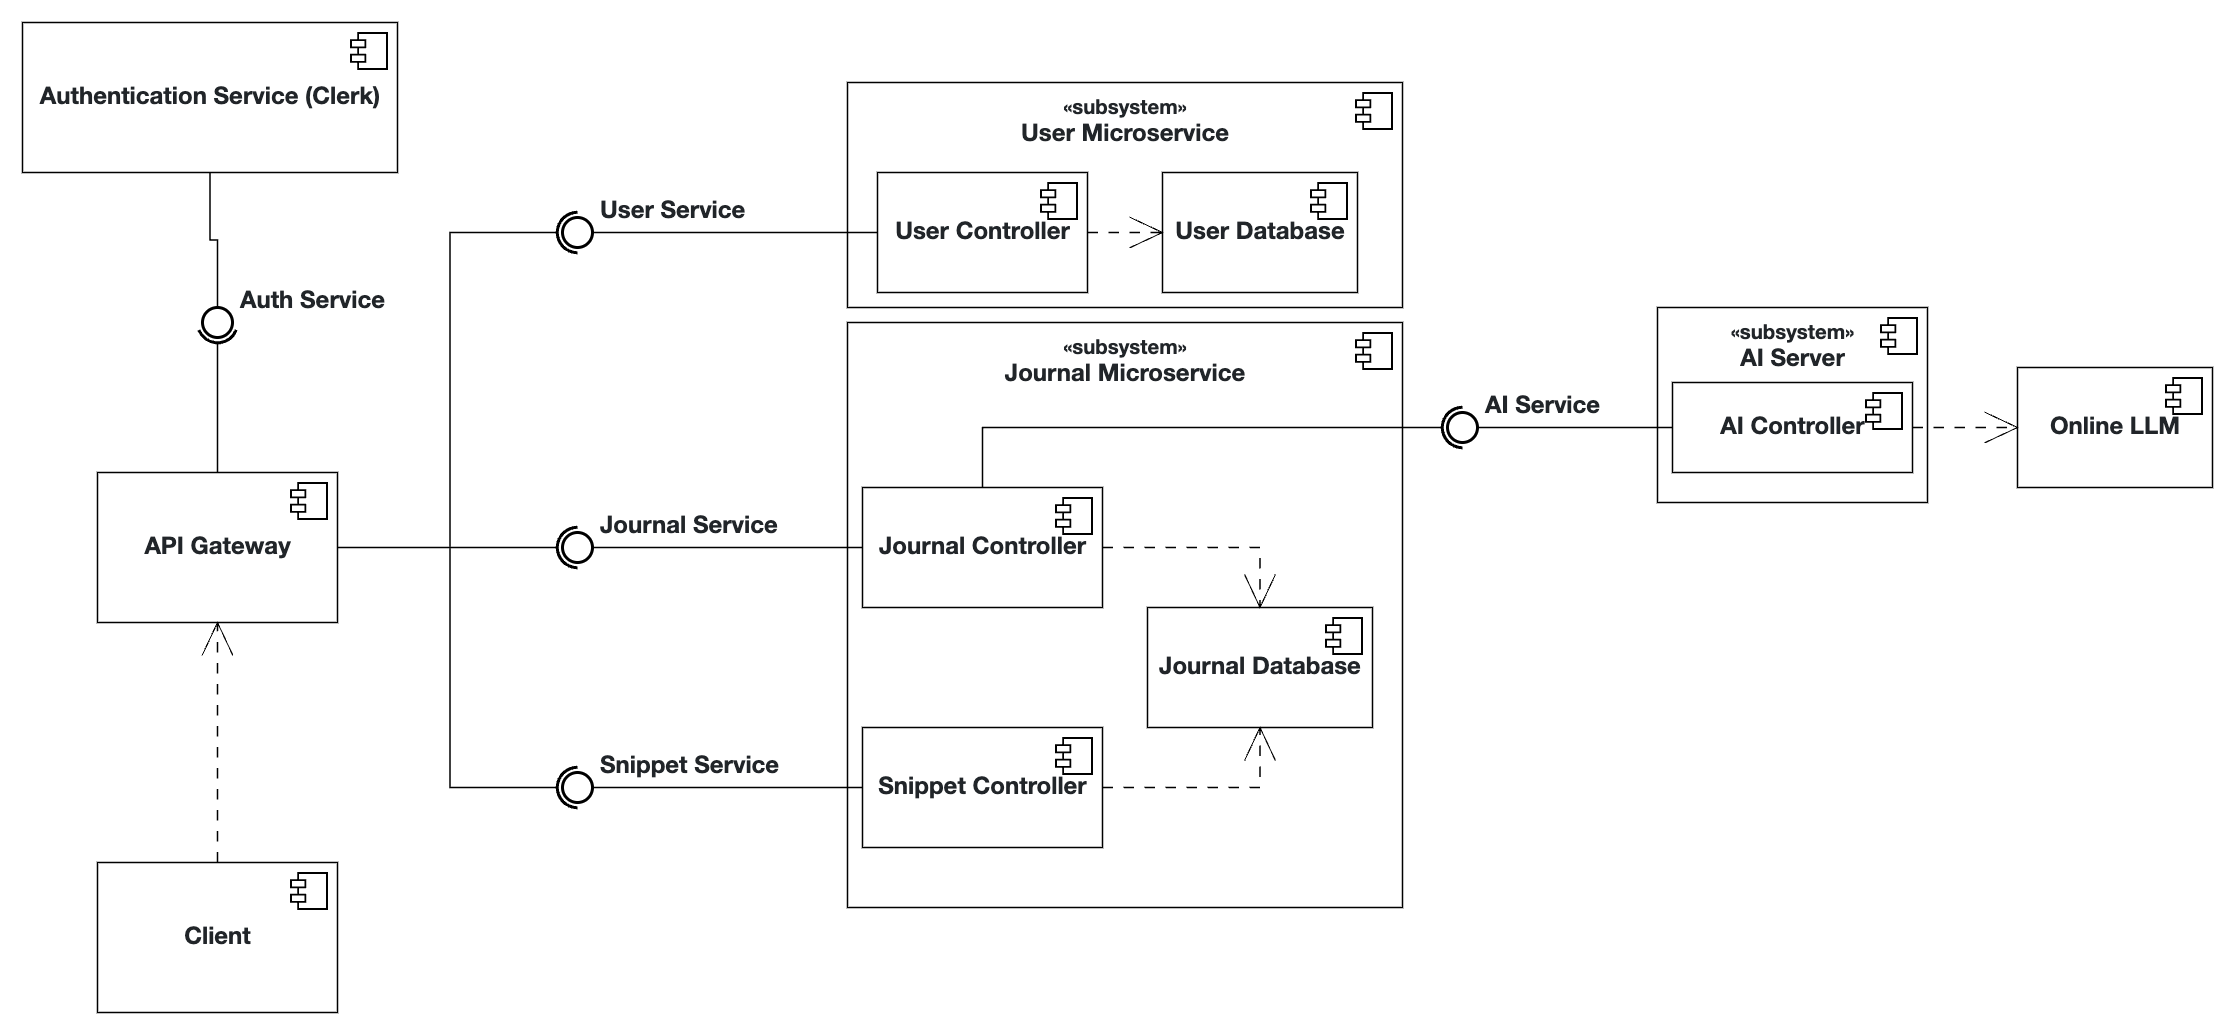 Authentication Service (Clerk)
«subsystem»
User Microservice
User Service
User Controller
User Database
Auth Service
«subsystem»
Journal Microservice
«subsystem»
AI Server
AI Service
AI Controller
Online LLM
API Gateway
Journal Service
Journal Controller
Journal Database
Snippet Service
Snippet Controller
Client